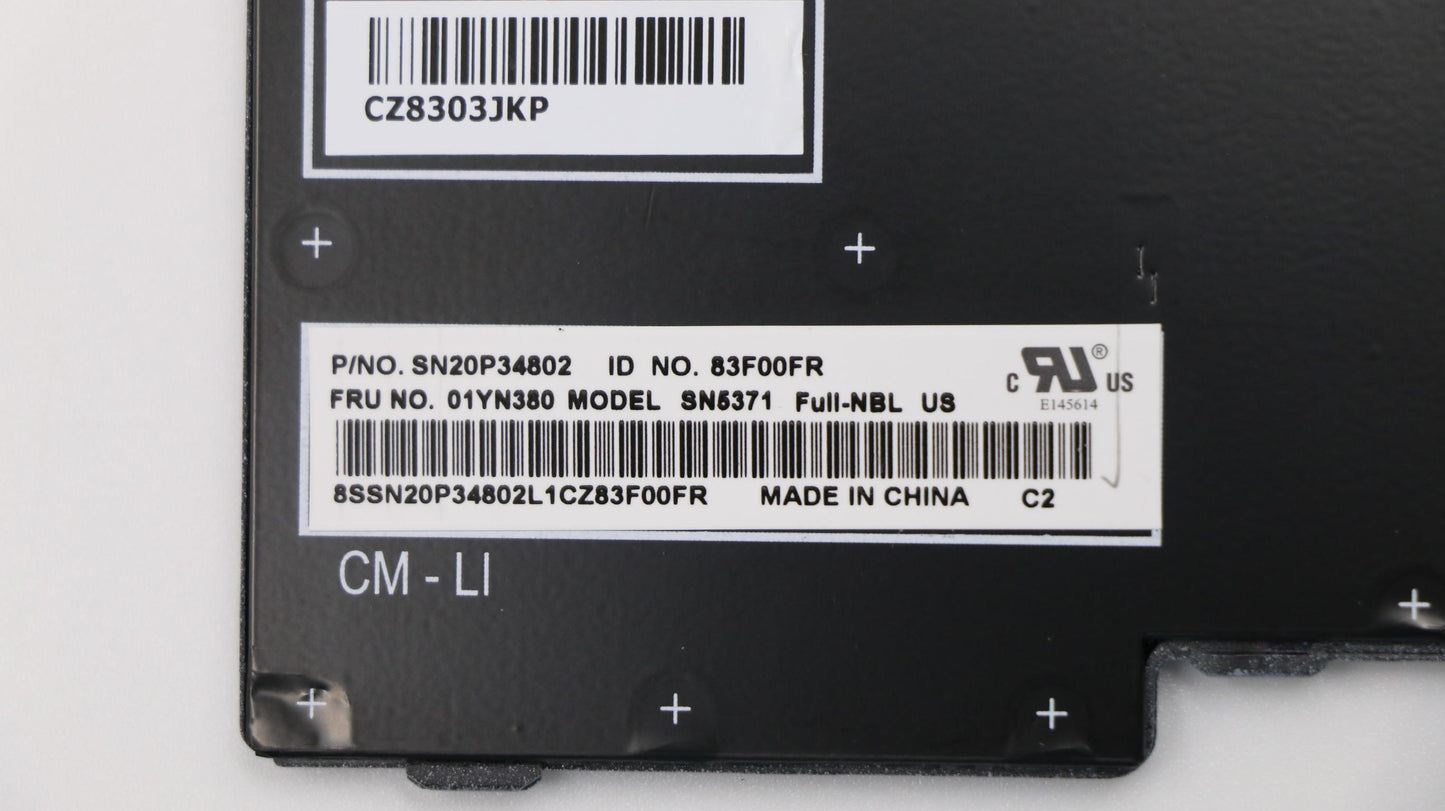 CZ8303JKP
P/NO. SN20P34802 ID NO. 83F00FR
FRU NO. 01YN380 MODEL SN5371 Full-NBL US
C RU ® US
E145614
8SSN20P34802L1CZ83F00FR MADE IN CHINA C2
CM - LI